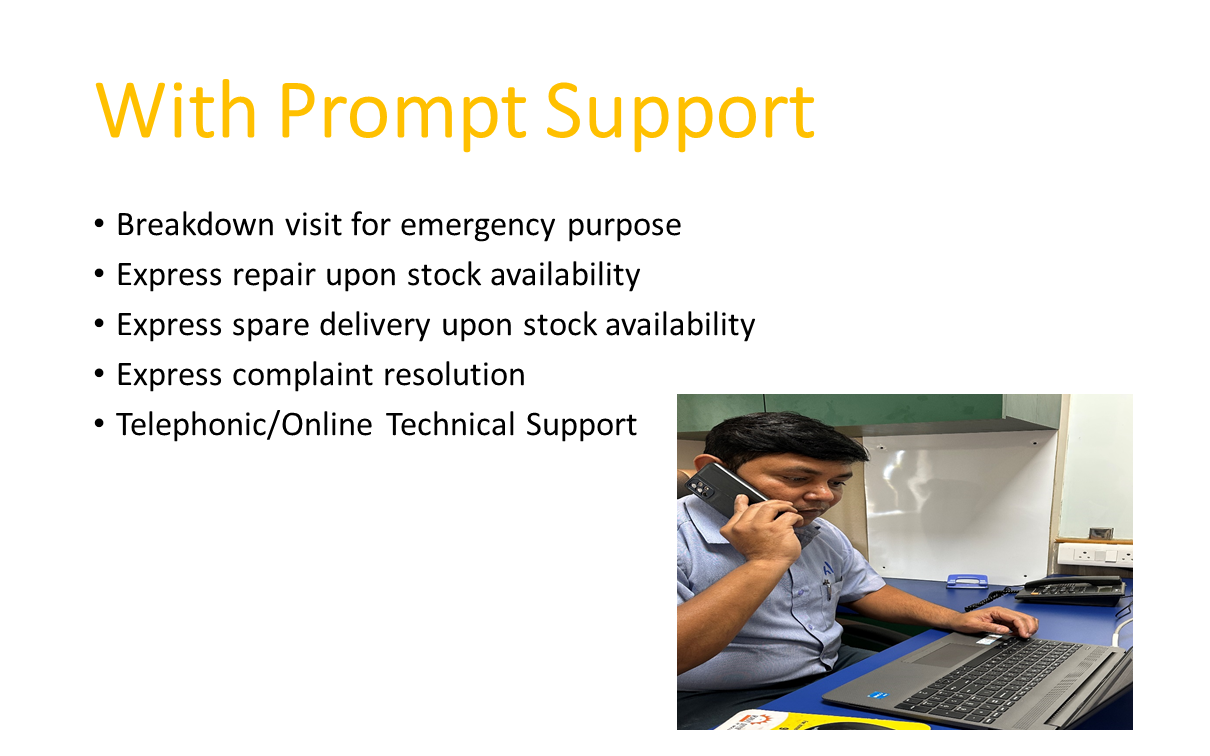 With Prompt Support
• Breakdown visit for emergency purpose
• Express repair upon stock availability
• Express spare delivery upon stock availability
• Express complaint resolution
• Telephonic/Online Technical Support